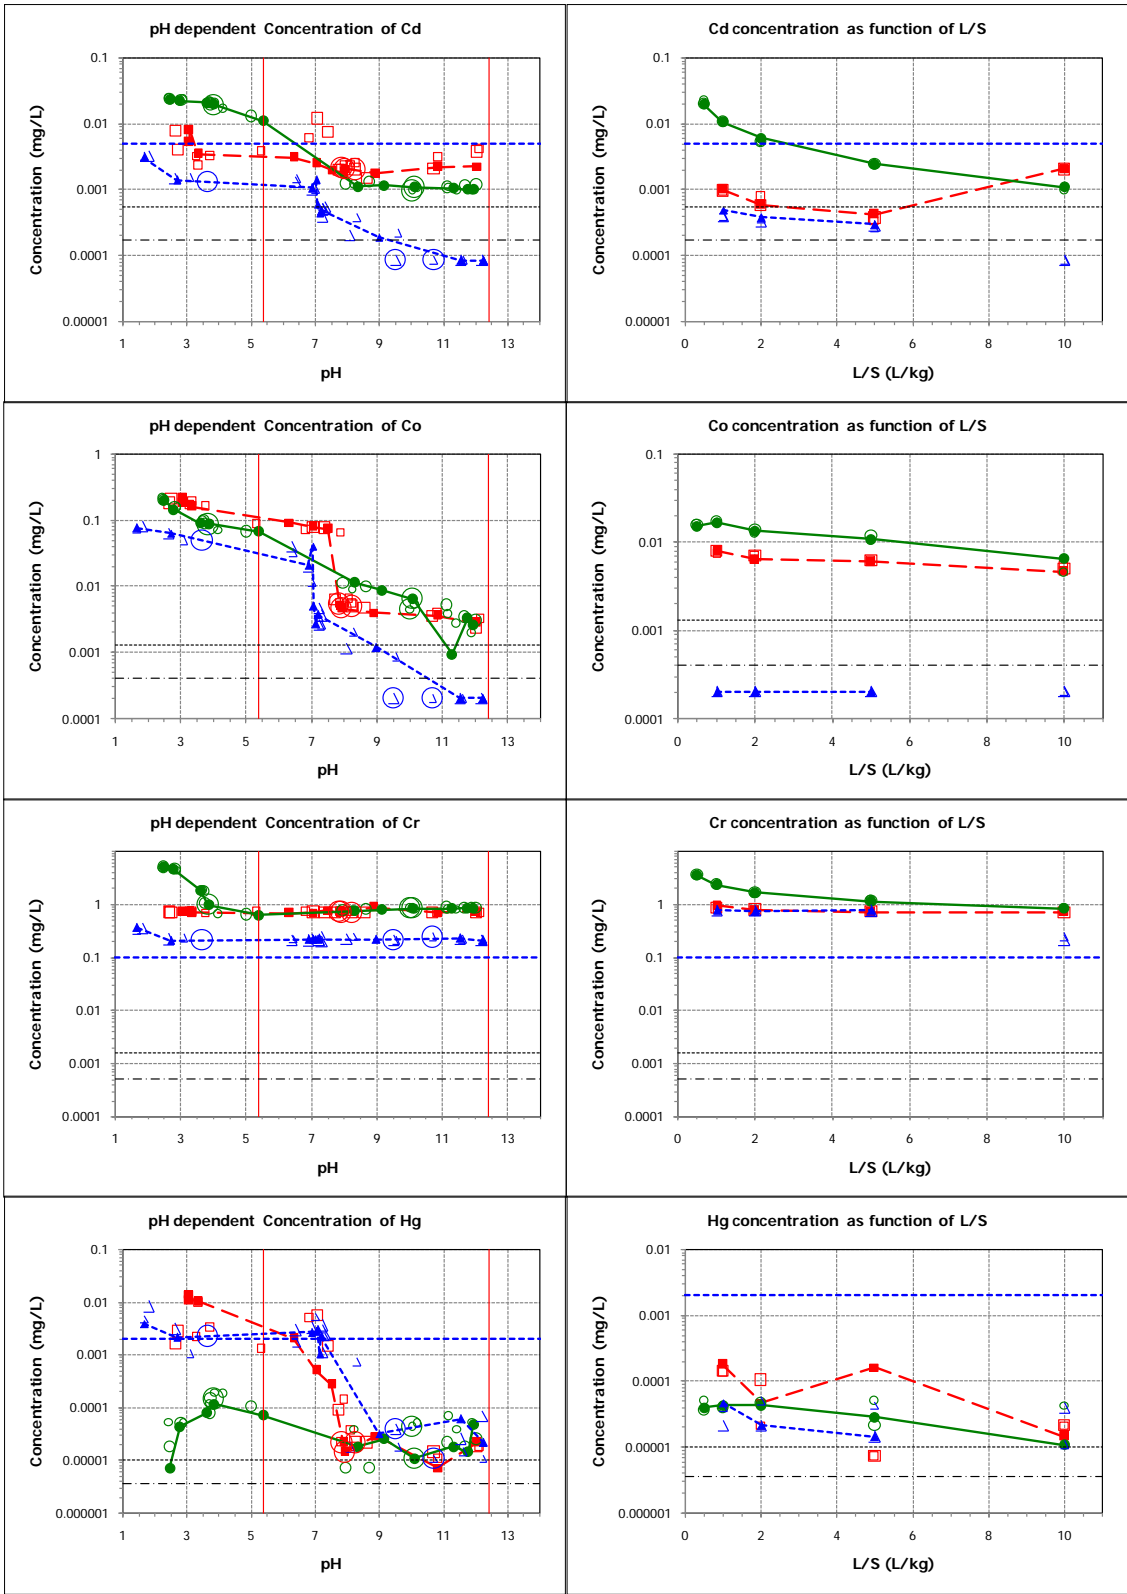 pH dependent Concentration of Cd
Concentration (mg/L)
0.1
0.01
0.001
0.0001
0.00001
1 3 5 7 9 11 13
pH
Cd concentration as function of L/S
Concentration (mg/L)
0.1
0.01
0.001
0.0001
0.00001
0 2 4 6 8 10
L/S (L/kg)
pH dependent Concentration of Co
Concentration (mg/L)
1
0.1
0.01
0.001
0.0001
1 3 5 7 9 11 13
pH
Co concentration as function of L/S
Concentration (mg/L)
0.1
0.01
0.001
0.0001
0 2 4 6 8 10
L/S (L/kg)
pH dependent Concentration of Cr
Concentration (mg/L)
1
0.1
0.01
0.001
0.0001
1 3 5 7 9 11 13
pH
Cr concentration as function of L/S
Concentration (mg/L)
1
0.1
0.01
0.001
0.0001
0 2 4 6 8 10
L/S (L/kg)
pH dependent Concentration of Hg
Concentration (mg/L)
0.1
0.01
0.001
0.0001
0.00001
0.000001
1 3 5 7 9 11 13
pH
Hg concentration as function of L/S
Concentration (mg/L)
0.01
0.001
0.0001
0.00001
0.000001
0 2 4 6 8 10
L/S (L/kg)